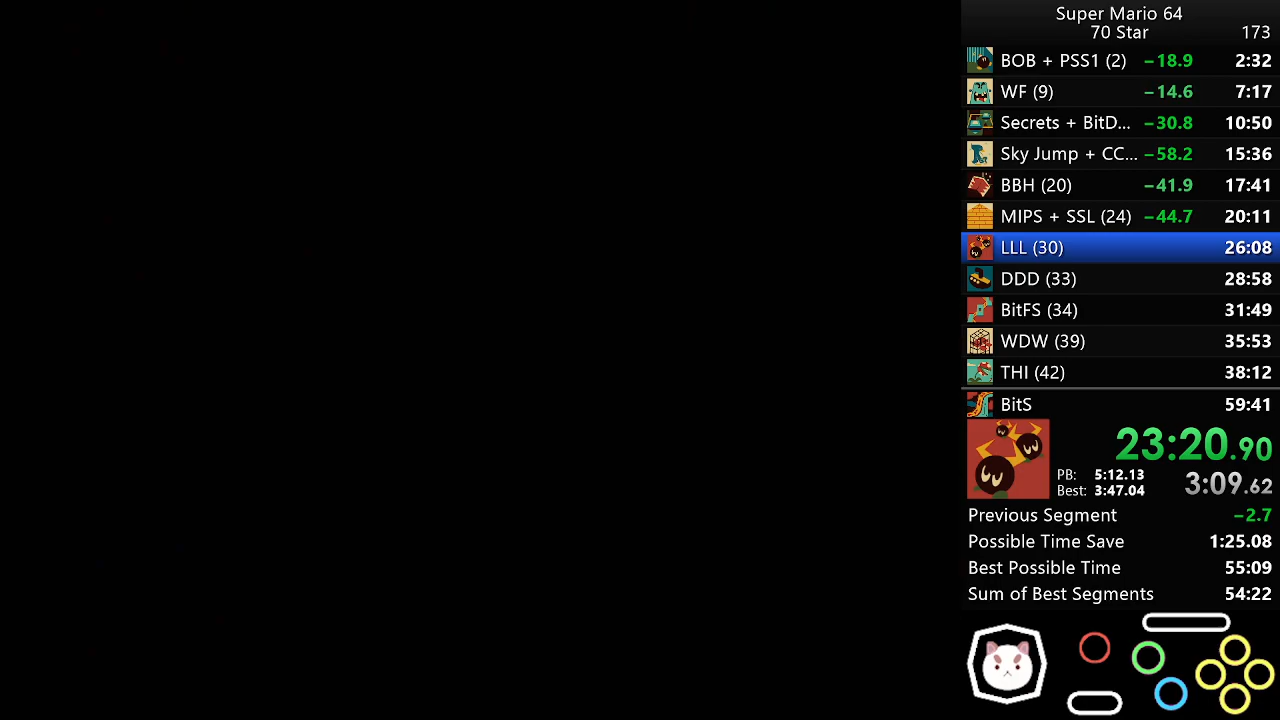 Super Mario 64
70 Star 173
BOB + PSS1 (2) -18.9 2:32
WF (9) -14.6 7:17
Secrets + BitD... -30.8 10:50
Sky Jump + CC... -58.2 15:36
BBH (20) -41.9 17:41
MIPS + SSL (24) -44.7 20:11
LLL (30) 26:08
DDD (33) 28:58
BitFS (34) 31:49
WDW (39) 35:53
THI (42) 38:12
BitS 59:41
23:20.90
PB: 5:12.13
Best: 3:47.04 3:09.62
Previous Segment -2.7
Possible Time Save 1:25.08
Best Possible Time 55:09
Sum of Best Segments 54:22